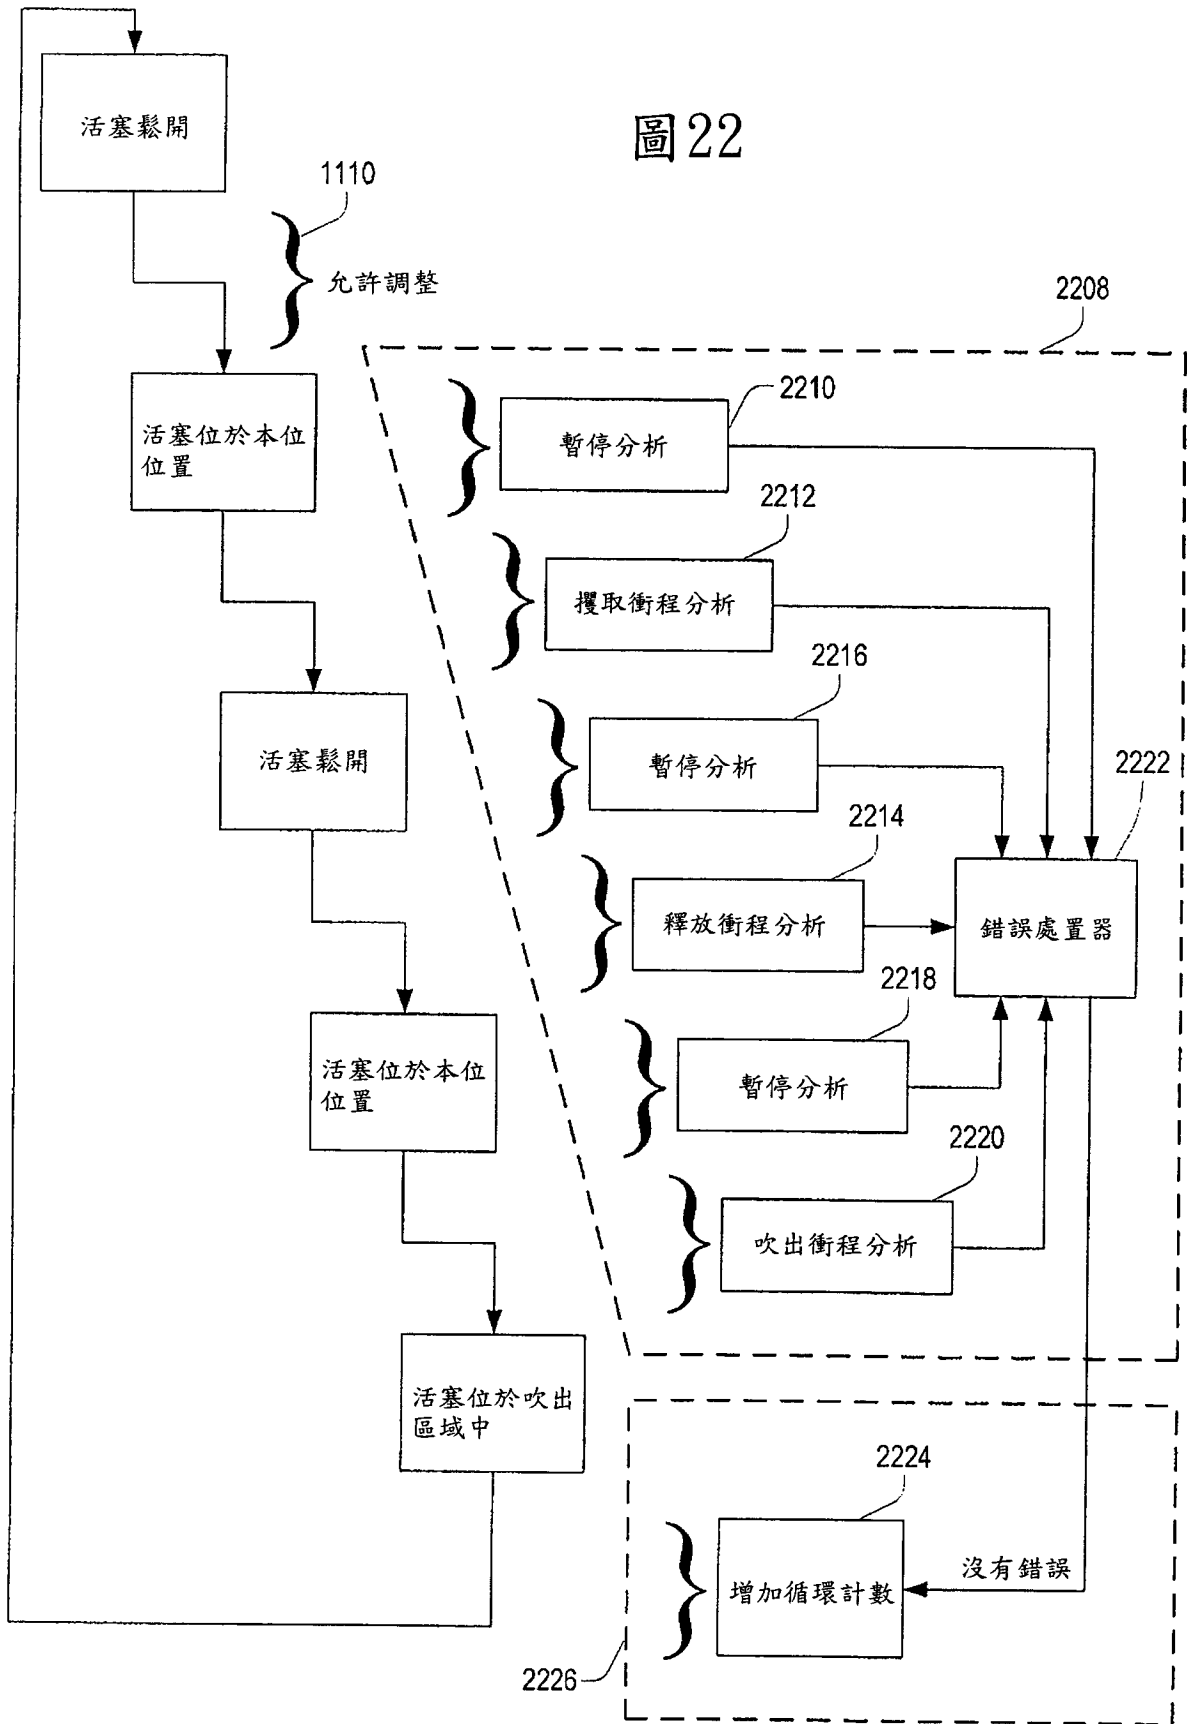 活塞鬆開
圖22
1110
允許調整
2208
活塞位於本位
位置
2210
暫停分析
2212
攫取衝程分析
活塞鬆開
2216
暫停分析
2222
2214
釋放衝程分析
錯誤處置器
活塞位於本位
位置
2218
暫停分析
2220
吹出衝程分析
活塞位於吹出
區域中
2224
增加循環計數
沒有錯誤
2226